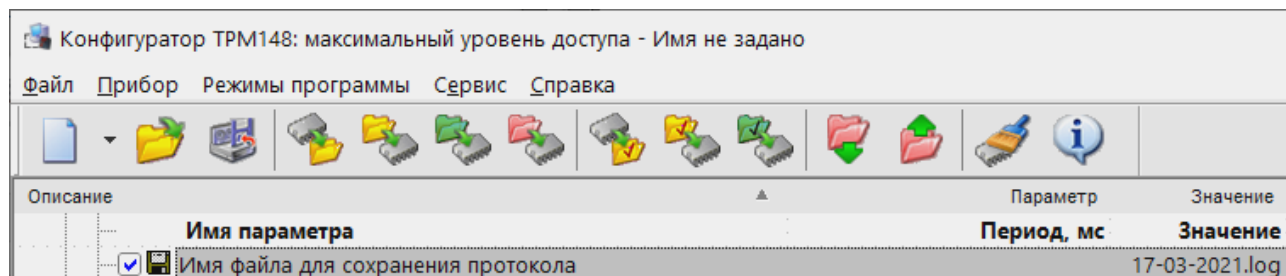 Конфигуратор ТРМ148: максимальный уровень доступа - Имя не задано
Файл Прибор Режимы программы Сервис Справка
Описание Параметр Значение
Имя параметра Период, мс Значение
Имя файла для сохранения протокола 17-03-2021.log